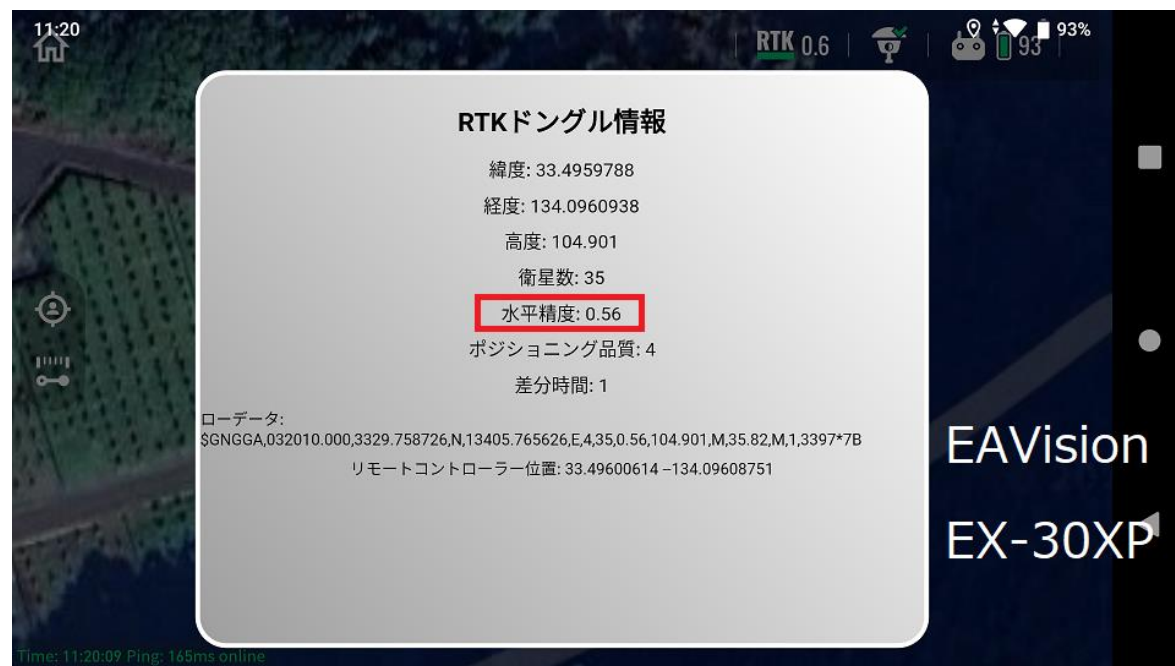 11:20
RTK 0.6
93
93%
RTKドングル情報
緯度: 33.4959788
経度: 134.0960938
高度: 104.901
衛星数: 35
水平精度: 0.56
ポジショニング品質: 4
差分時間: 1
ローデータ:
$GNGGA,032010.000,3329.758726,N,13405.765626,E,4,35,0.56,104.901,M,35.82,M,1,3397*7B
リモートコントローラー位置: 33.49600614 –134.09608751
EAVision
EX-30XP
Time: 11:20:09 Ping: 165ms online